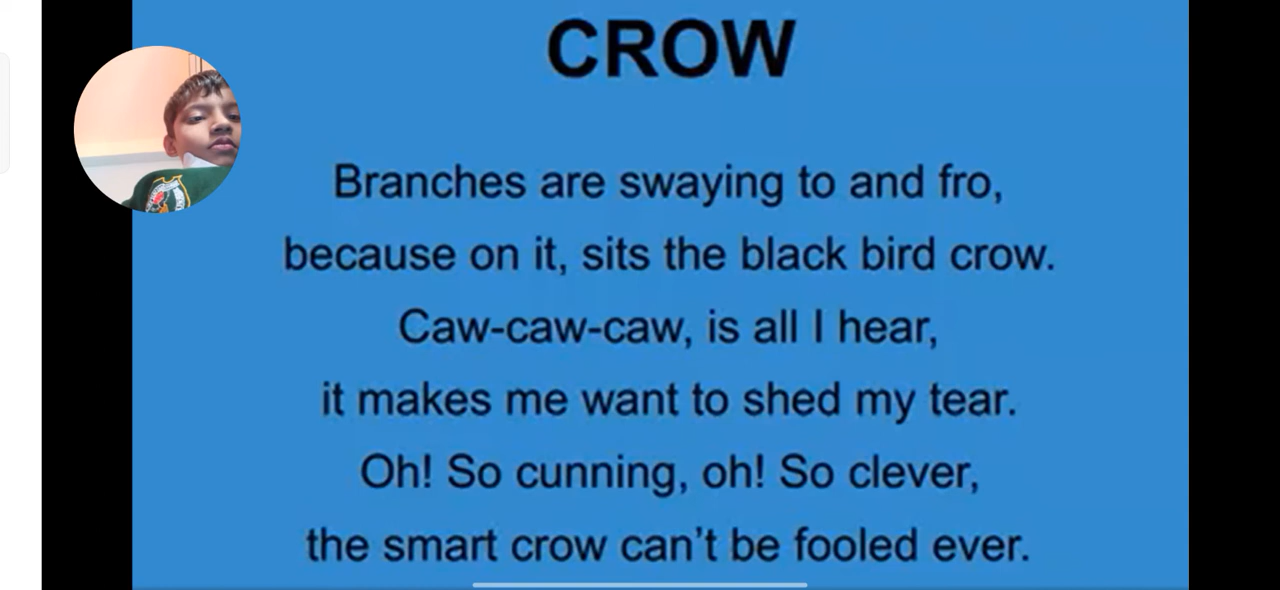 CROW
Branches are swaying to and fro,
because on it, sits the black bird crow.
Caw-caw-caw, is all I hear,
it makes me want to shed my tear.
Oh! So cunning, oh! So clever,
the smart crow can't be fooled ever.